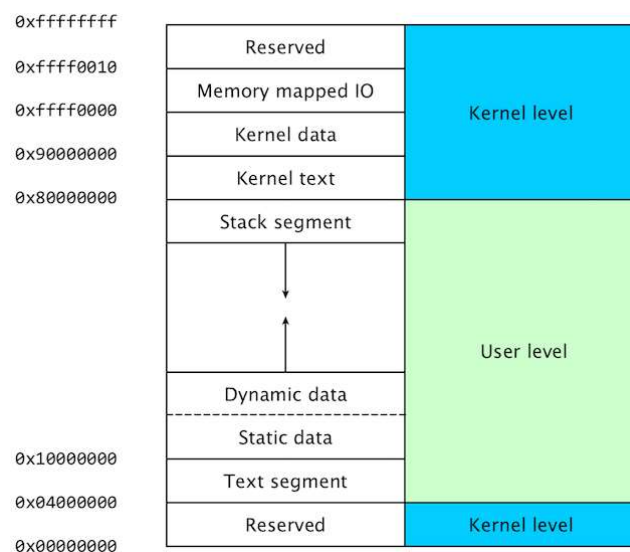 0xffffffff
Reserved
0xffff0010
Memory mapped IO
Kernel level
0xffff0000
Kernel data
0x90000000
Kernel text
0x80000000
Stack segment
User level
Dynamic data
Static data
0x10000000
Text segment
0x04000000
Reserved
Kernel level
0x00000000